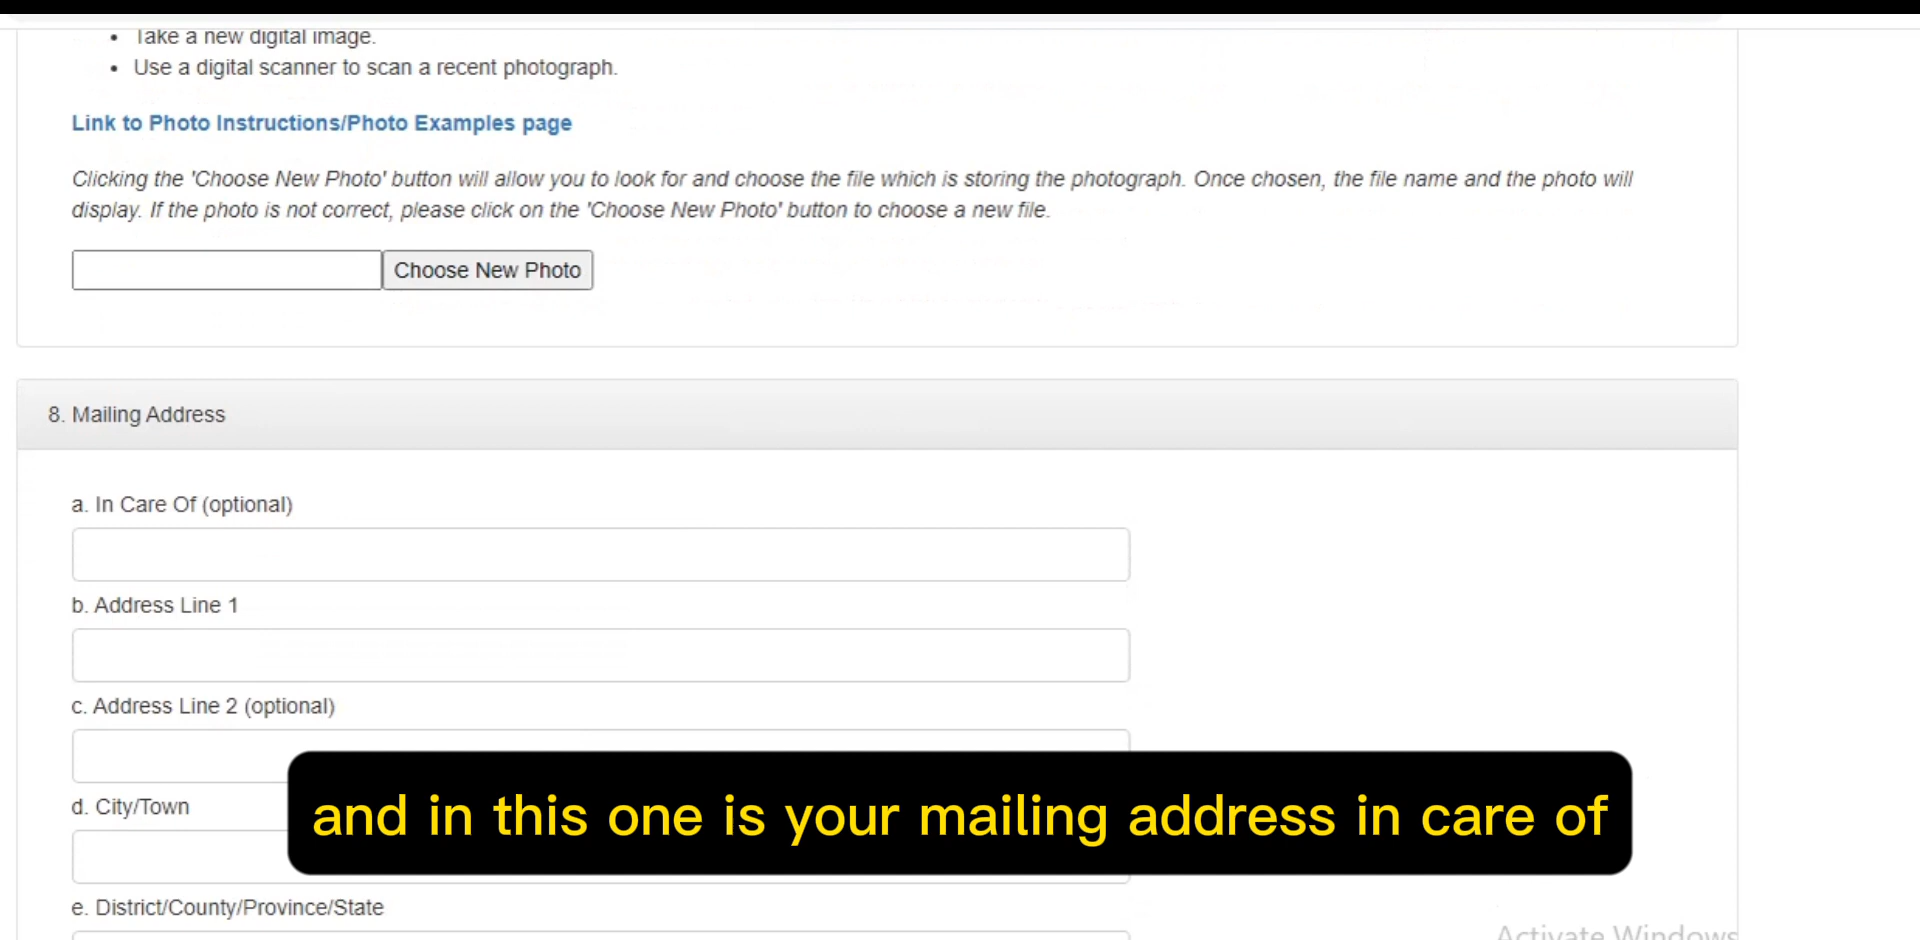 Take a new digital image.
Use a digital scanner to scan a recent photograph.
Link to Photo Instructions/Photo Examples page
Clicking the 'Choose New Photo' button will allow you to look for and choose the file which is storing the photograph. Once chosen, the file name and the photo will
display. If the photo is not correct, please click on the 'Choose New Photo' button to choose a new file.
Choose New Photo
8. Mailing Address
a. In Care Of (optional)
b. Address Line 1
c. Address Line 2 (optional)
d. City/Town
and in this one is your mailing address in care of
e. District/County/Province/State
Activate Windows